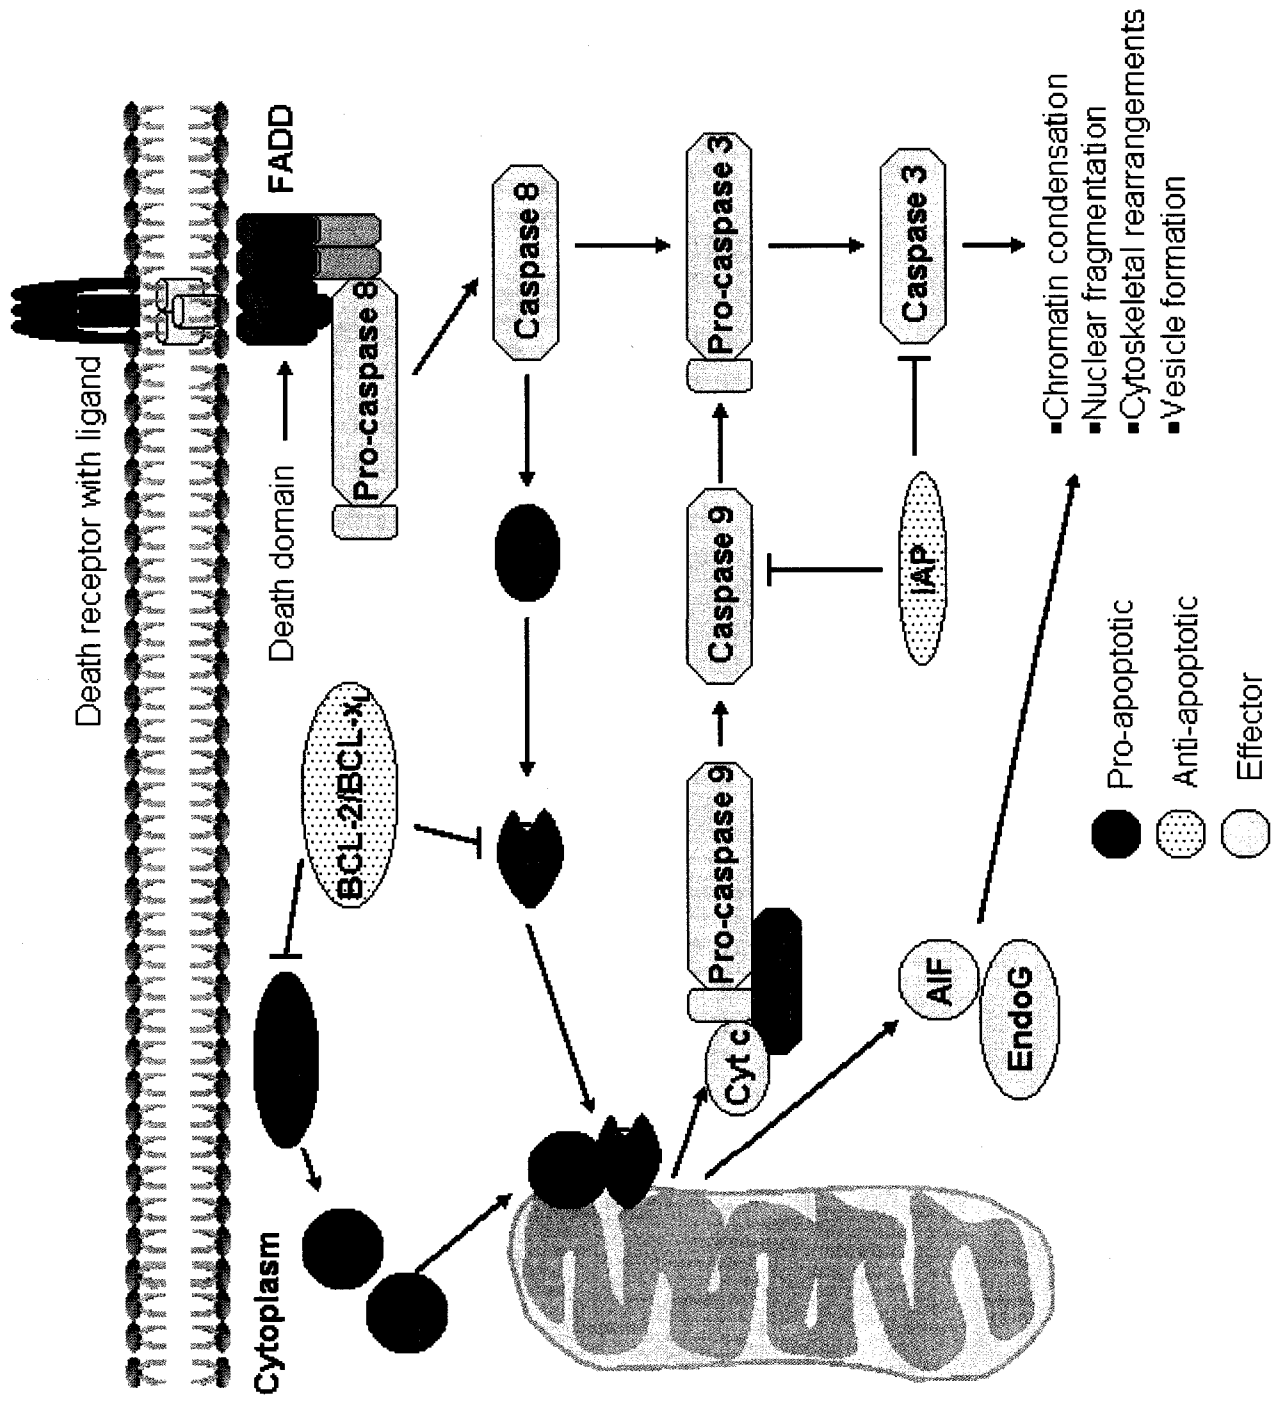 Death receptor with ligand
FADD
Death domain
Cytoplasm
Pro-caspase 8
BCL-2/BCL-xL
Caspase 8
Pro-caspase 9
Caspase 9
Pro-caspase 3
Cyt c
IAP
Caspase 3
AIF
EndoG
▪Chromatin condensation
▪Nuclear fragmentation
▪Cytoskeletal rearrangements
▪Vesicle formation
Pro-apoptotic
Anti-apoptotic
Effector